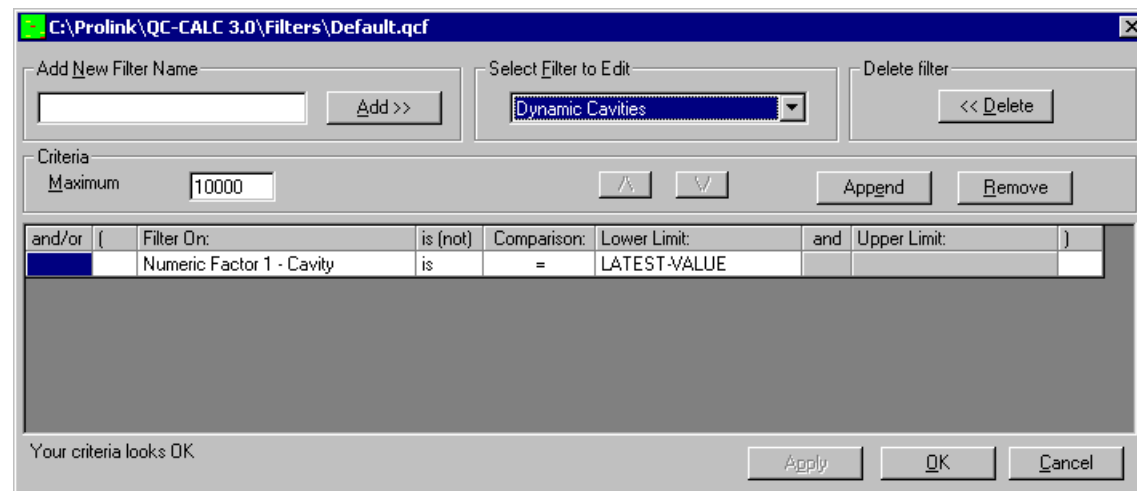 C:\Prolink\QC-CALC 3.0\Filters\Default.qcf
Add New Filter Name
Add >>
Select Filter to Edit
Dynamic Cavities
Delete filter
<< Delete
Criteria
Maximum 10000 /\ \/ Append Remove
and/or ( Filter On: is (not) Comparison: Lower Limit: and Upper Limit: )
Numeric Factor 1 - Cavity is = LATEST-VALUE
Your criteria looks OK
Apply OK Cancel